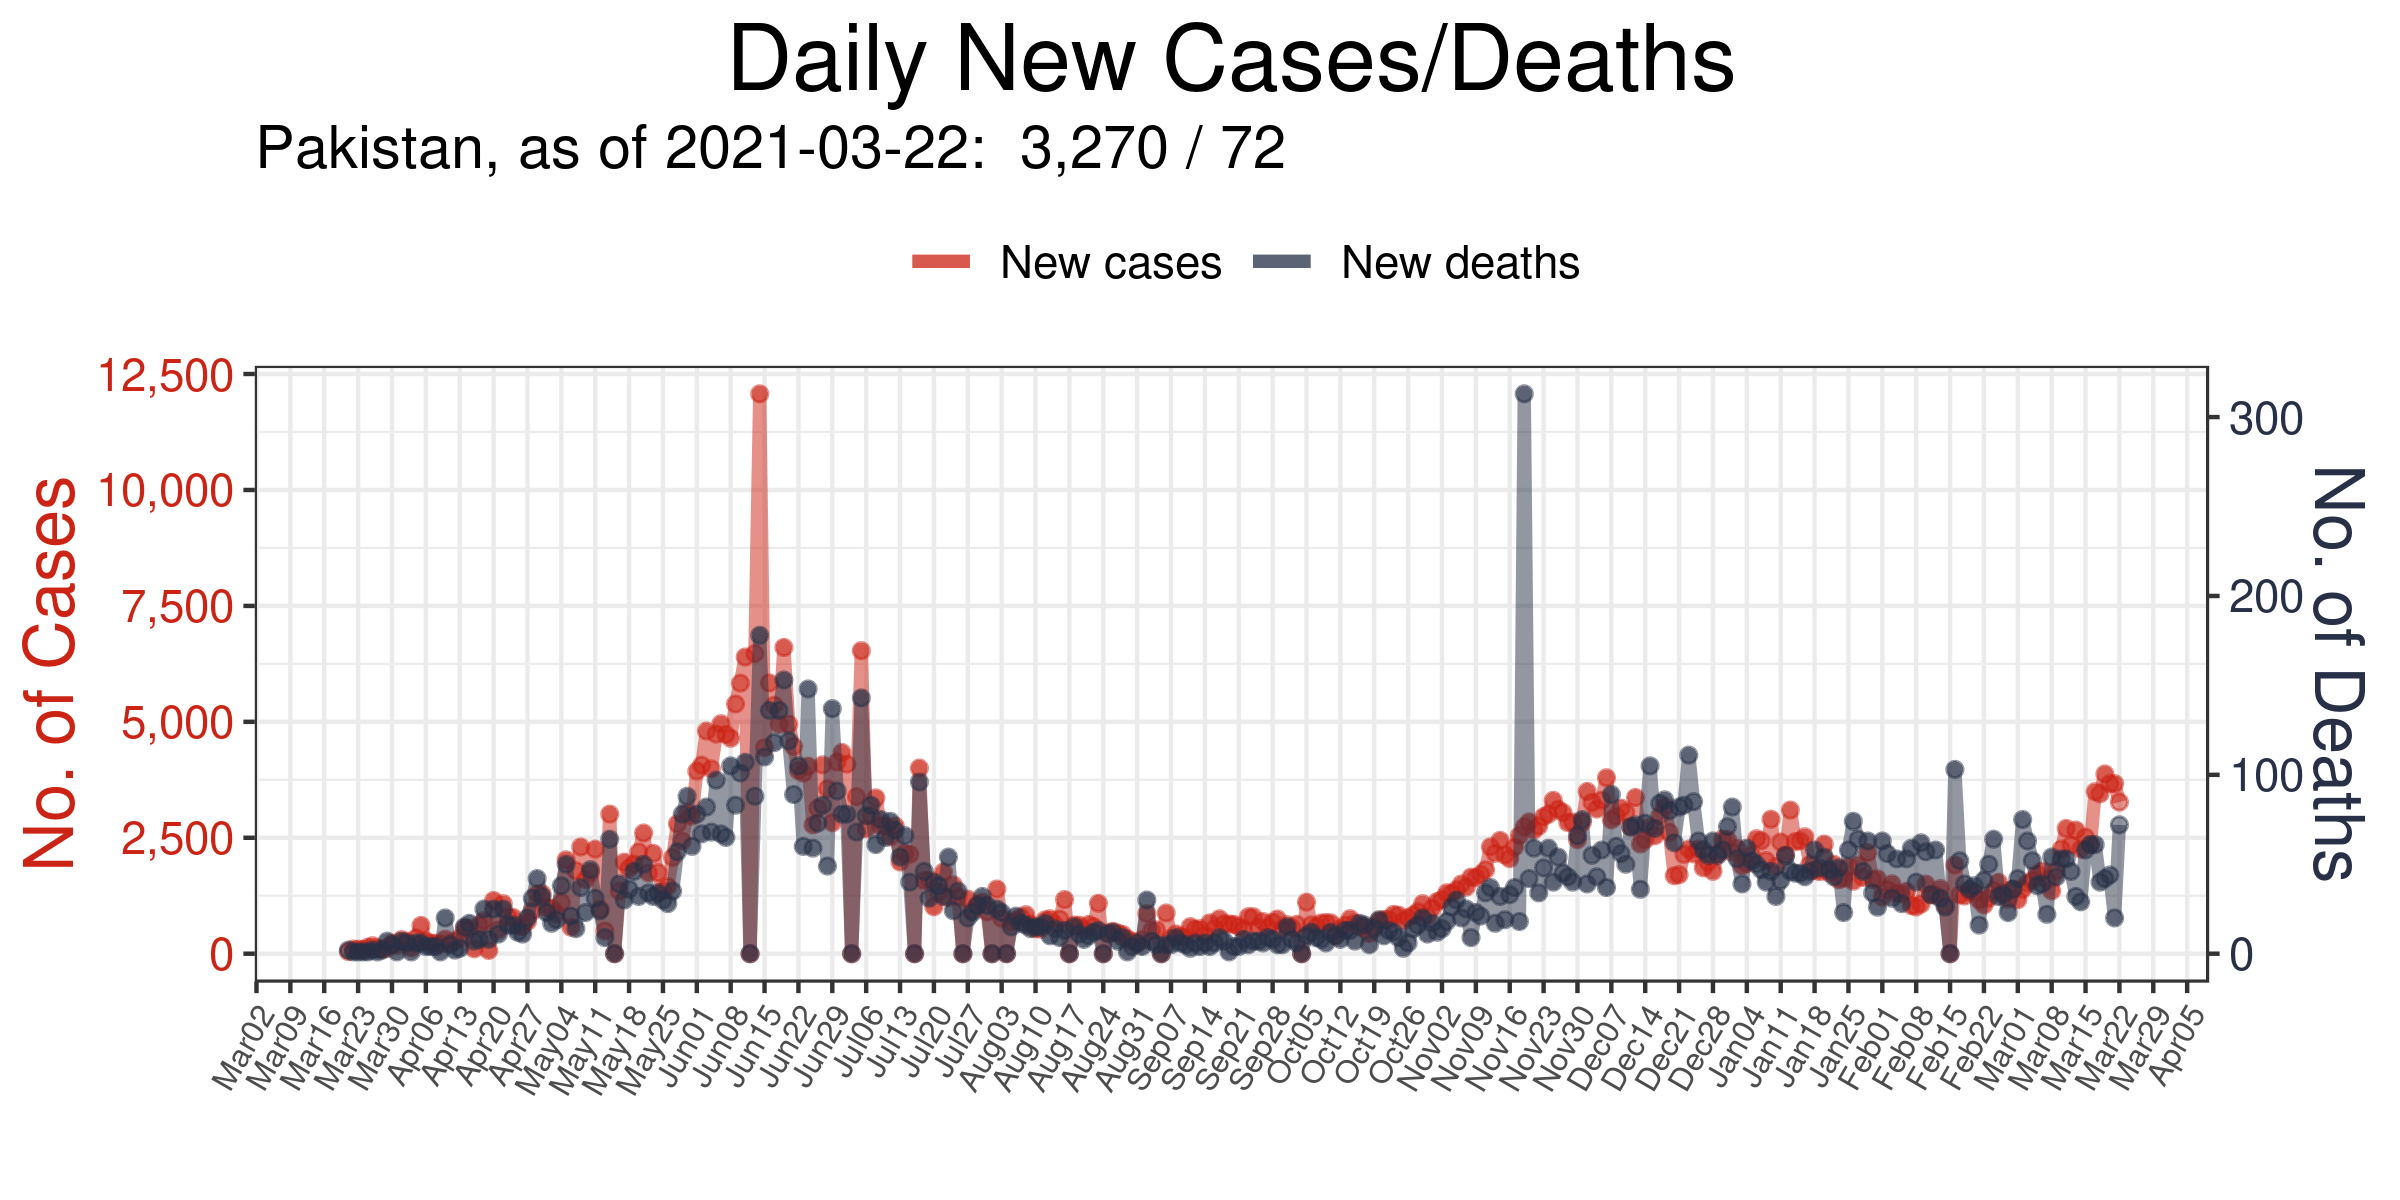 Daily New Cases/Deaths
Pakistan, as of 2021-03-22:  3,270 / 72
New cases New deaths
No. of Cases
12,500
10,000
7,500
5,000
2,500
0
300
200
100
0
No. of Deaths
Mar02 Mar09 Mar16 Mar23 Mar30 Apr06 Apr13 Apr20 Apr27 May04 May11 May18 May25 Jun01 Jun08 Jun15 Jun22 Jun29 Jul06 Jul13 Jul20 Jul27 Aug03 Aug10 Aug17 Aug24 Aug31 Sep07 Sep14 Sep21 Sep28 Oct05 Oct12 Oct19 Oct26 Nov02 Nov09 Nov16 Nov23 Nov30 Dec07 Dec14 Dec21 Dec28 Jan04 Jan11 Jan18 Jan25 Feb01 Feb08 Feb15 Feb22 Mar01 Mar08 Mar15 Mar22 Mar29 Apr05